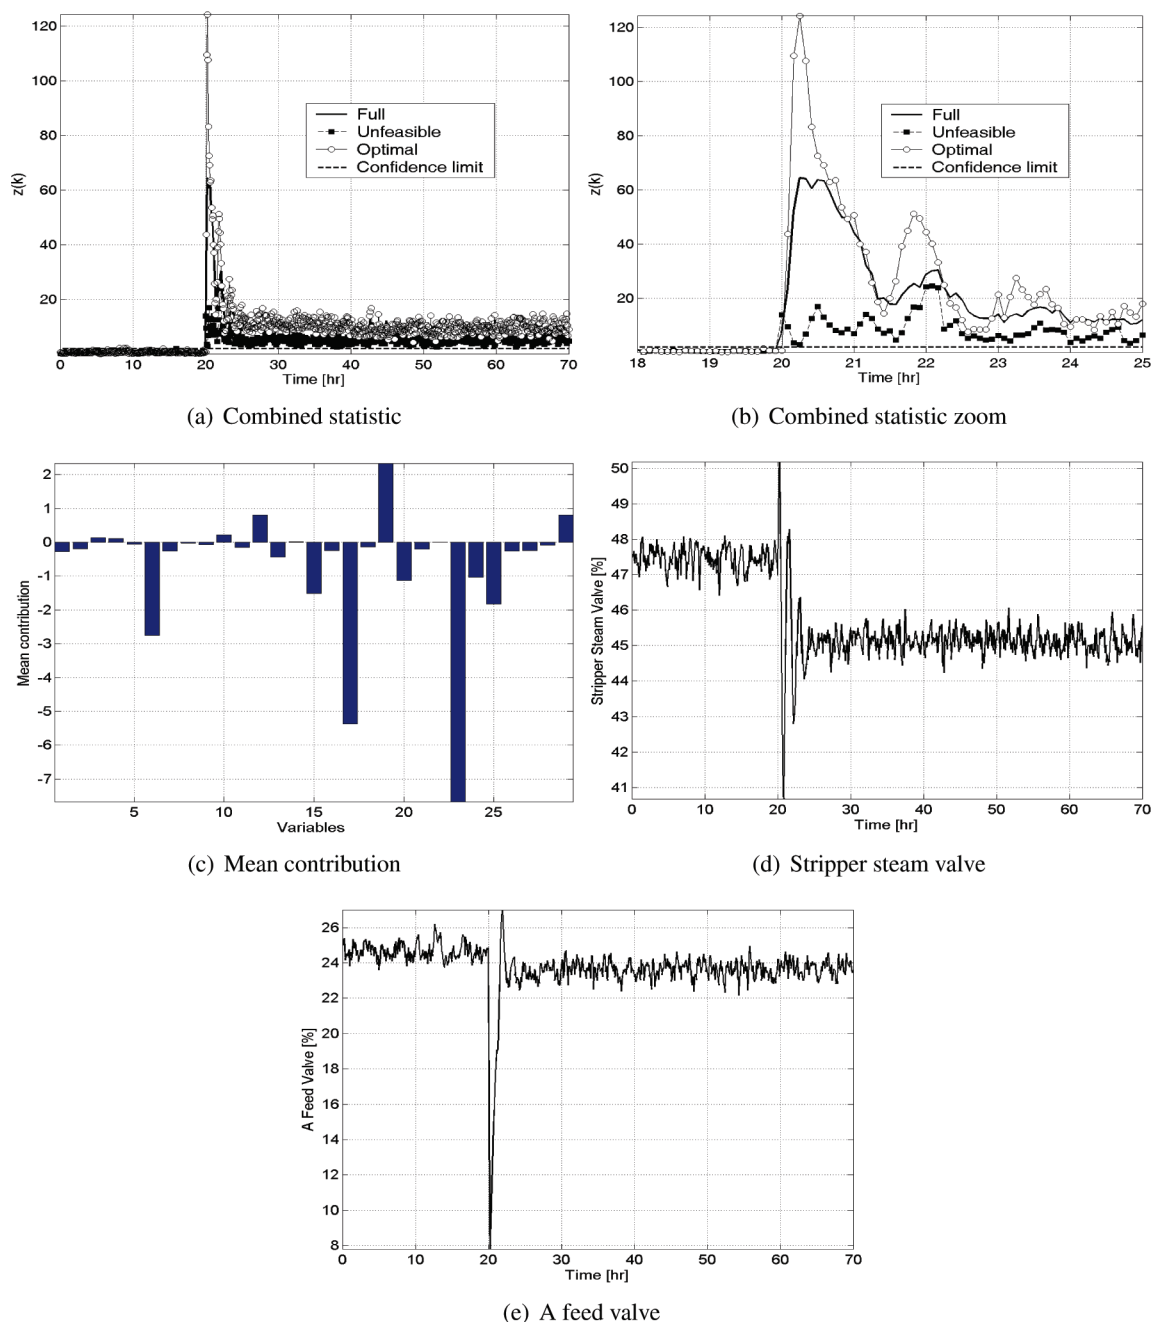 120
100
80
60
40
20
z(k)
Full
Unfeasible
Optimal
Confidence limit
0 10 20 30 40 50 60 70
Time [hr]
(a) Combined statistic
120
100
80
60
40
20
z(k)
Full
Unfeasible
Optimal
Confidence limit
18 19 20 21 22 23 24 25
Time [hr]
(b) Combined statistic zoom
2
1
0
-1
-2
-3
-4
-5
-6
-7
Mean contribution
5 10 15 20 25
Variables
(c) Mean contribution
50
49
48
47
46
45
44
43
42
41
Stripper Steam Valve [%]
0 10 20 30 40 50 60 70
Time [hr]
(d) Stripper steam valve
26
24
22
20
18
16
14
12
10
8
A Feed Valve [%]
0 10 20 30 40 50 60 70
Time [hr]
(e) A feed valve